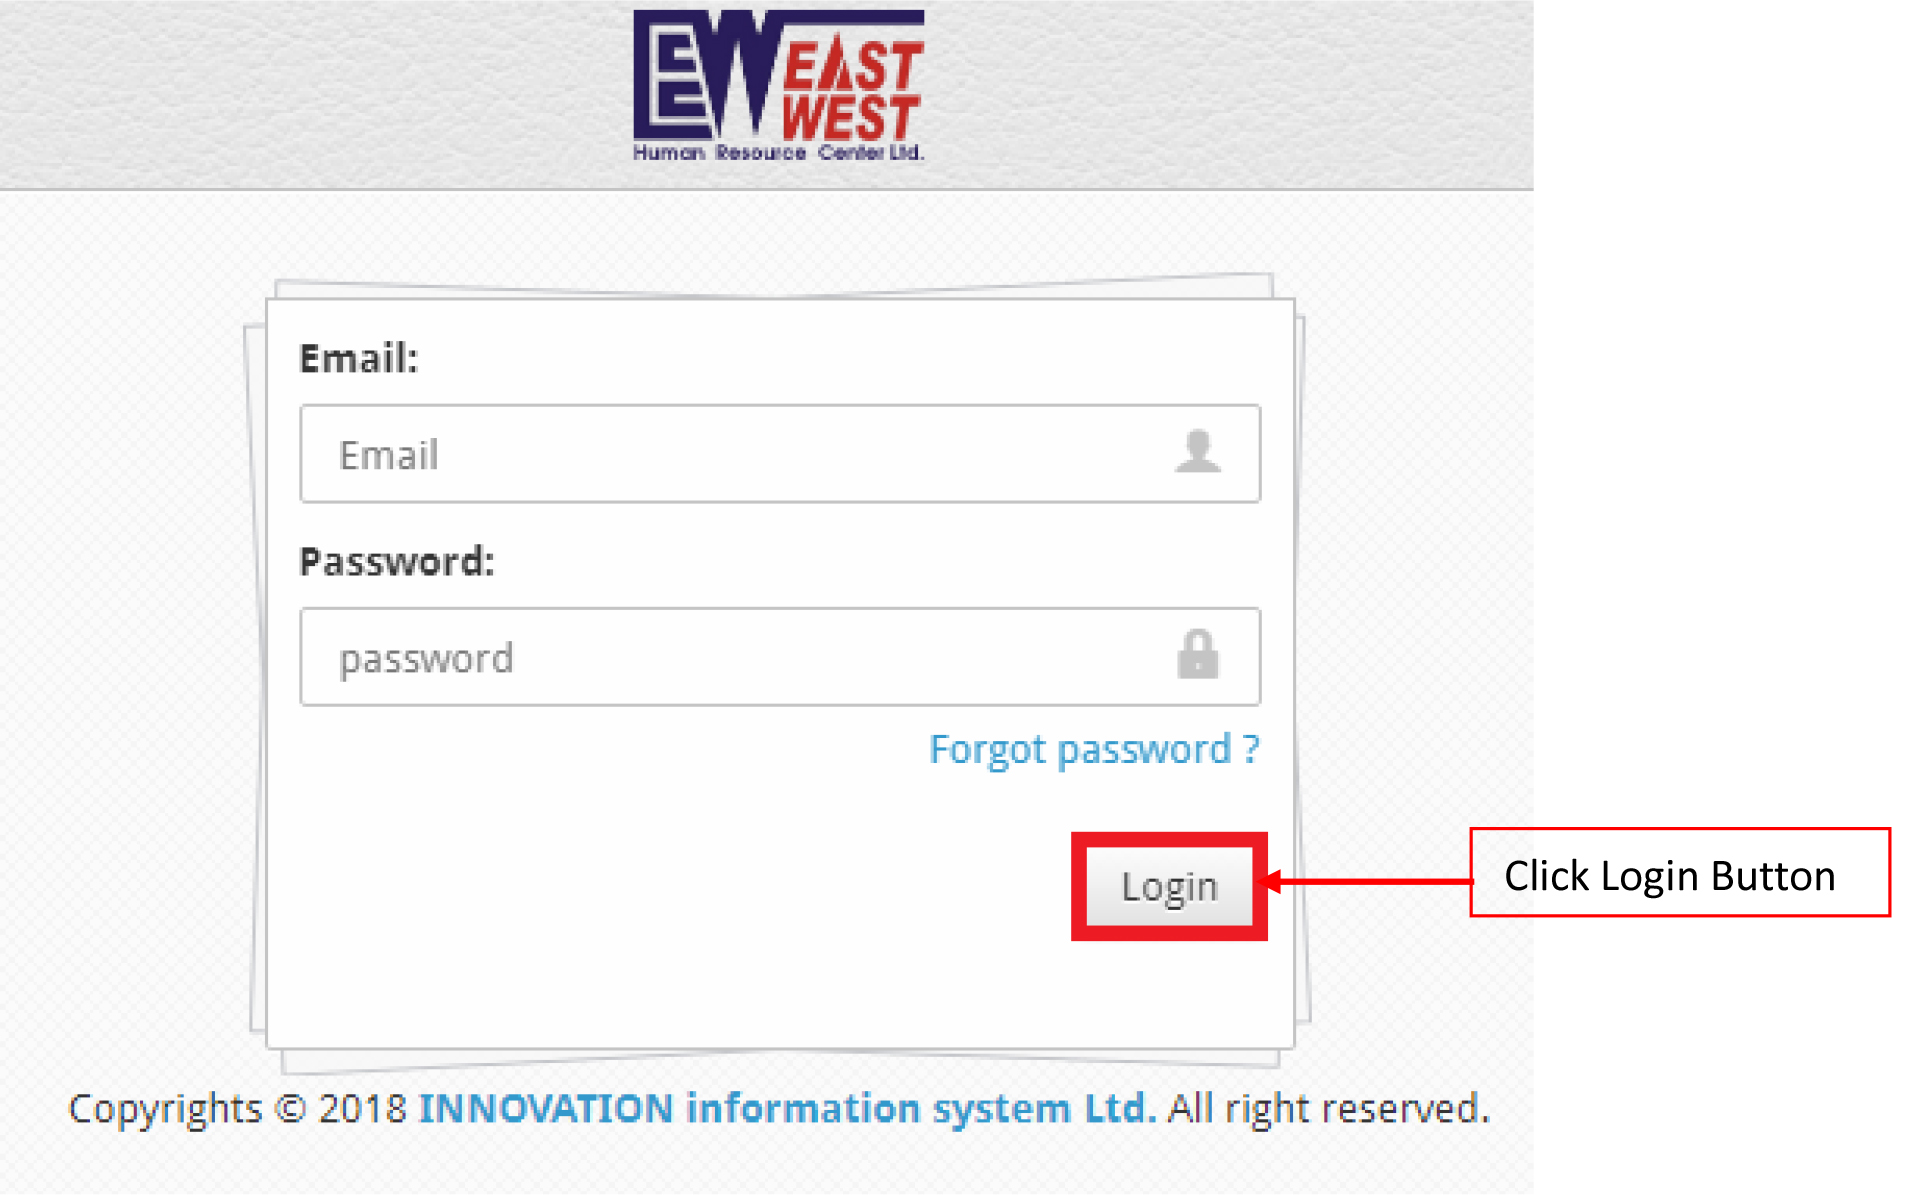 EW EAST
WEST
Human Resource Center Ltd.
Email:
Email
Password:
password
Forgot password ?
Login
Click Login Button
Copyrights © 2018 INNOVATION information system Ltd. All right reserved.